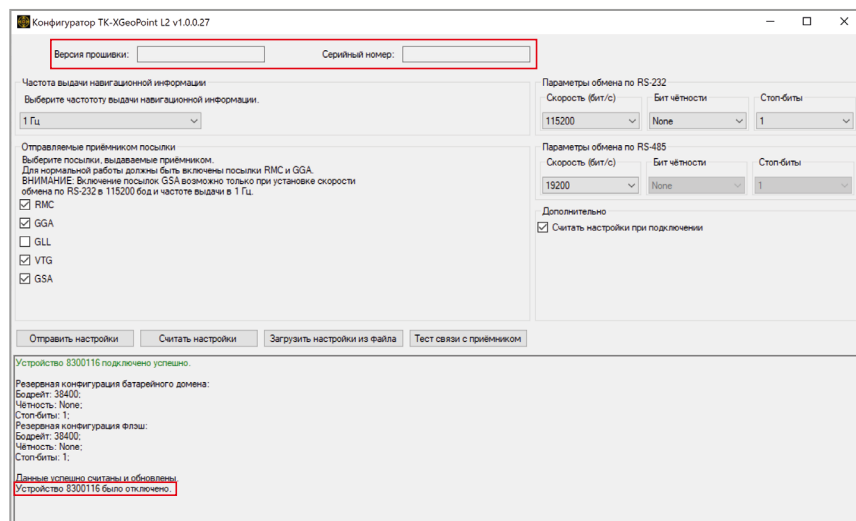 Конфигуратор TK-XGeoPoint L2 v1.0.0.27
Версия прошивки: Серийный номер:
Частота выдачи навигационной информации
Выберите частототу выдачи навигационной информации.
1 Гц
Отправляемые приёмником посылки
Выберите посылки, выдаваемые приёмником.
Для нормальной работы должны быть включены посылки RMC и GGA.
ВНИМАНИЕ: Включение посылок GSA возможно только при установке скорости
обмена по RS-232 в 115200 бод и частоте выдачи в 1 Гц.
RMC
GGA
GLL
VTG
GSA
Параметры обмена по RS-232
Скорость (бит/с) Бит чётности Стоп-биты
115200 None 1
Параметры обмена по RS-485
Скорость (бит/с) Бит чётности Стоп-биты
19200 None 1
Дополнительно
Считать настройки при подключении
Отправить настройки Считать настройки Загрузить настройки из файла Тест связи с приёмником
Устройство 8300116 подключено успешно.
Резервная конфигурация батарейного домена:
Бодрейт: 38400;
Чётность: None;
Стоп-биты: 1;
Резервная конфигурация флэш:
Бодрейт: 38400;
Чётность: None;
Стоп-биты: 1;
Данные успешно считаны и обновлены.
Устройство 8300116 было отключено.